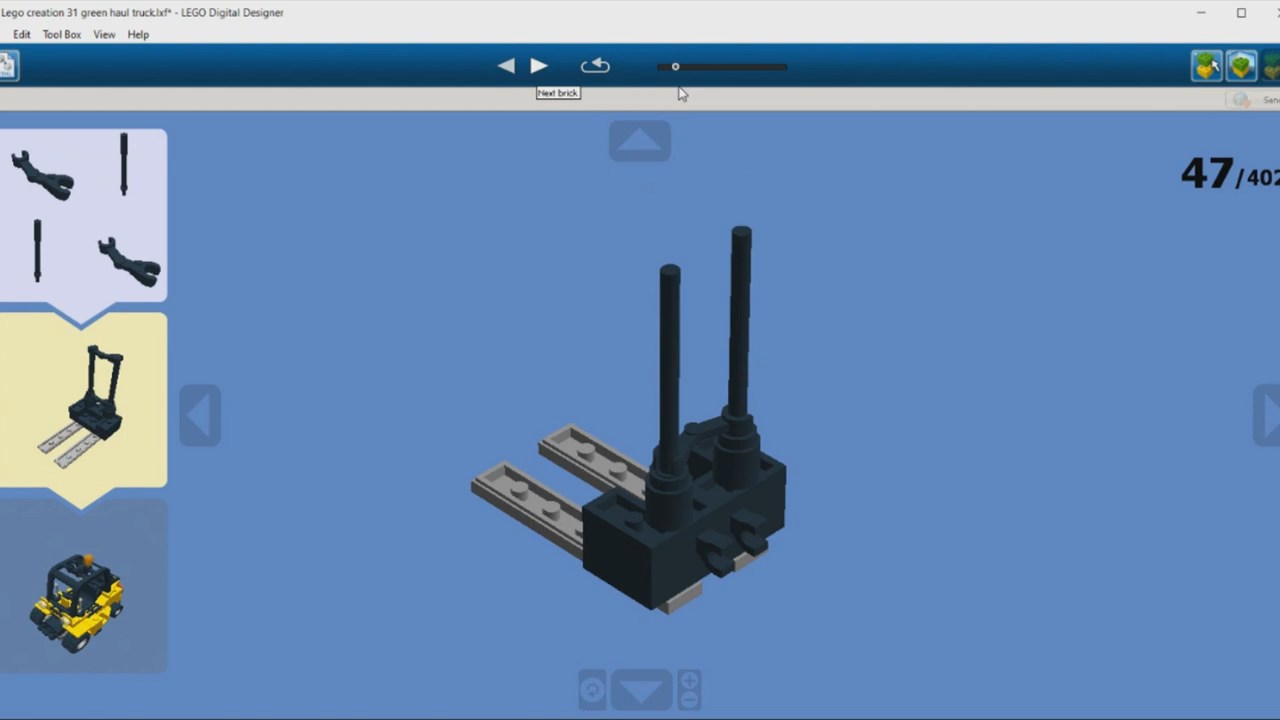 Lego creation 31 green haul truck.lxf* - LEGO Digital Designer
Edit Tool Box View Help
Next brick
47/402